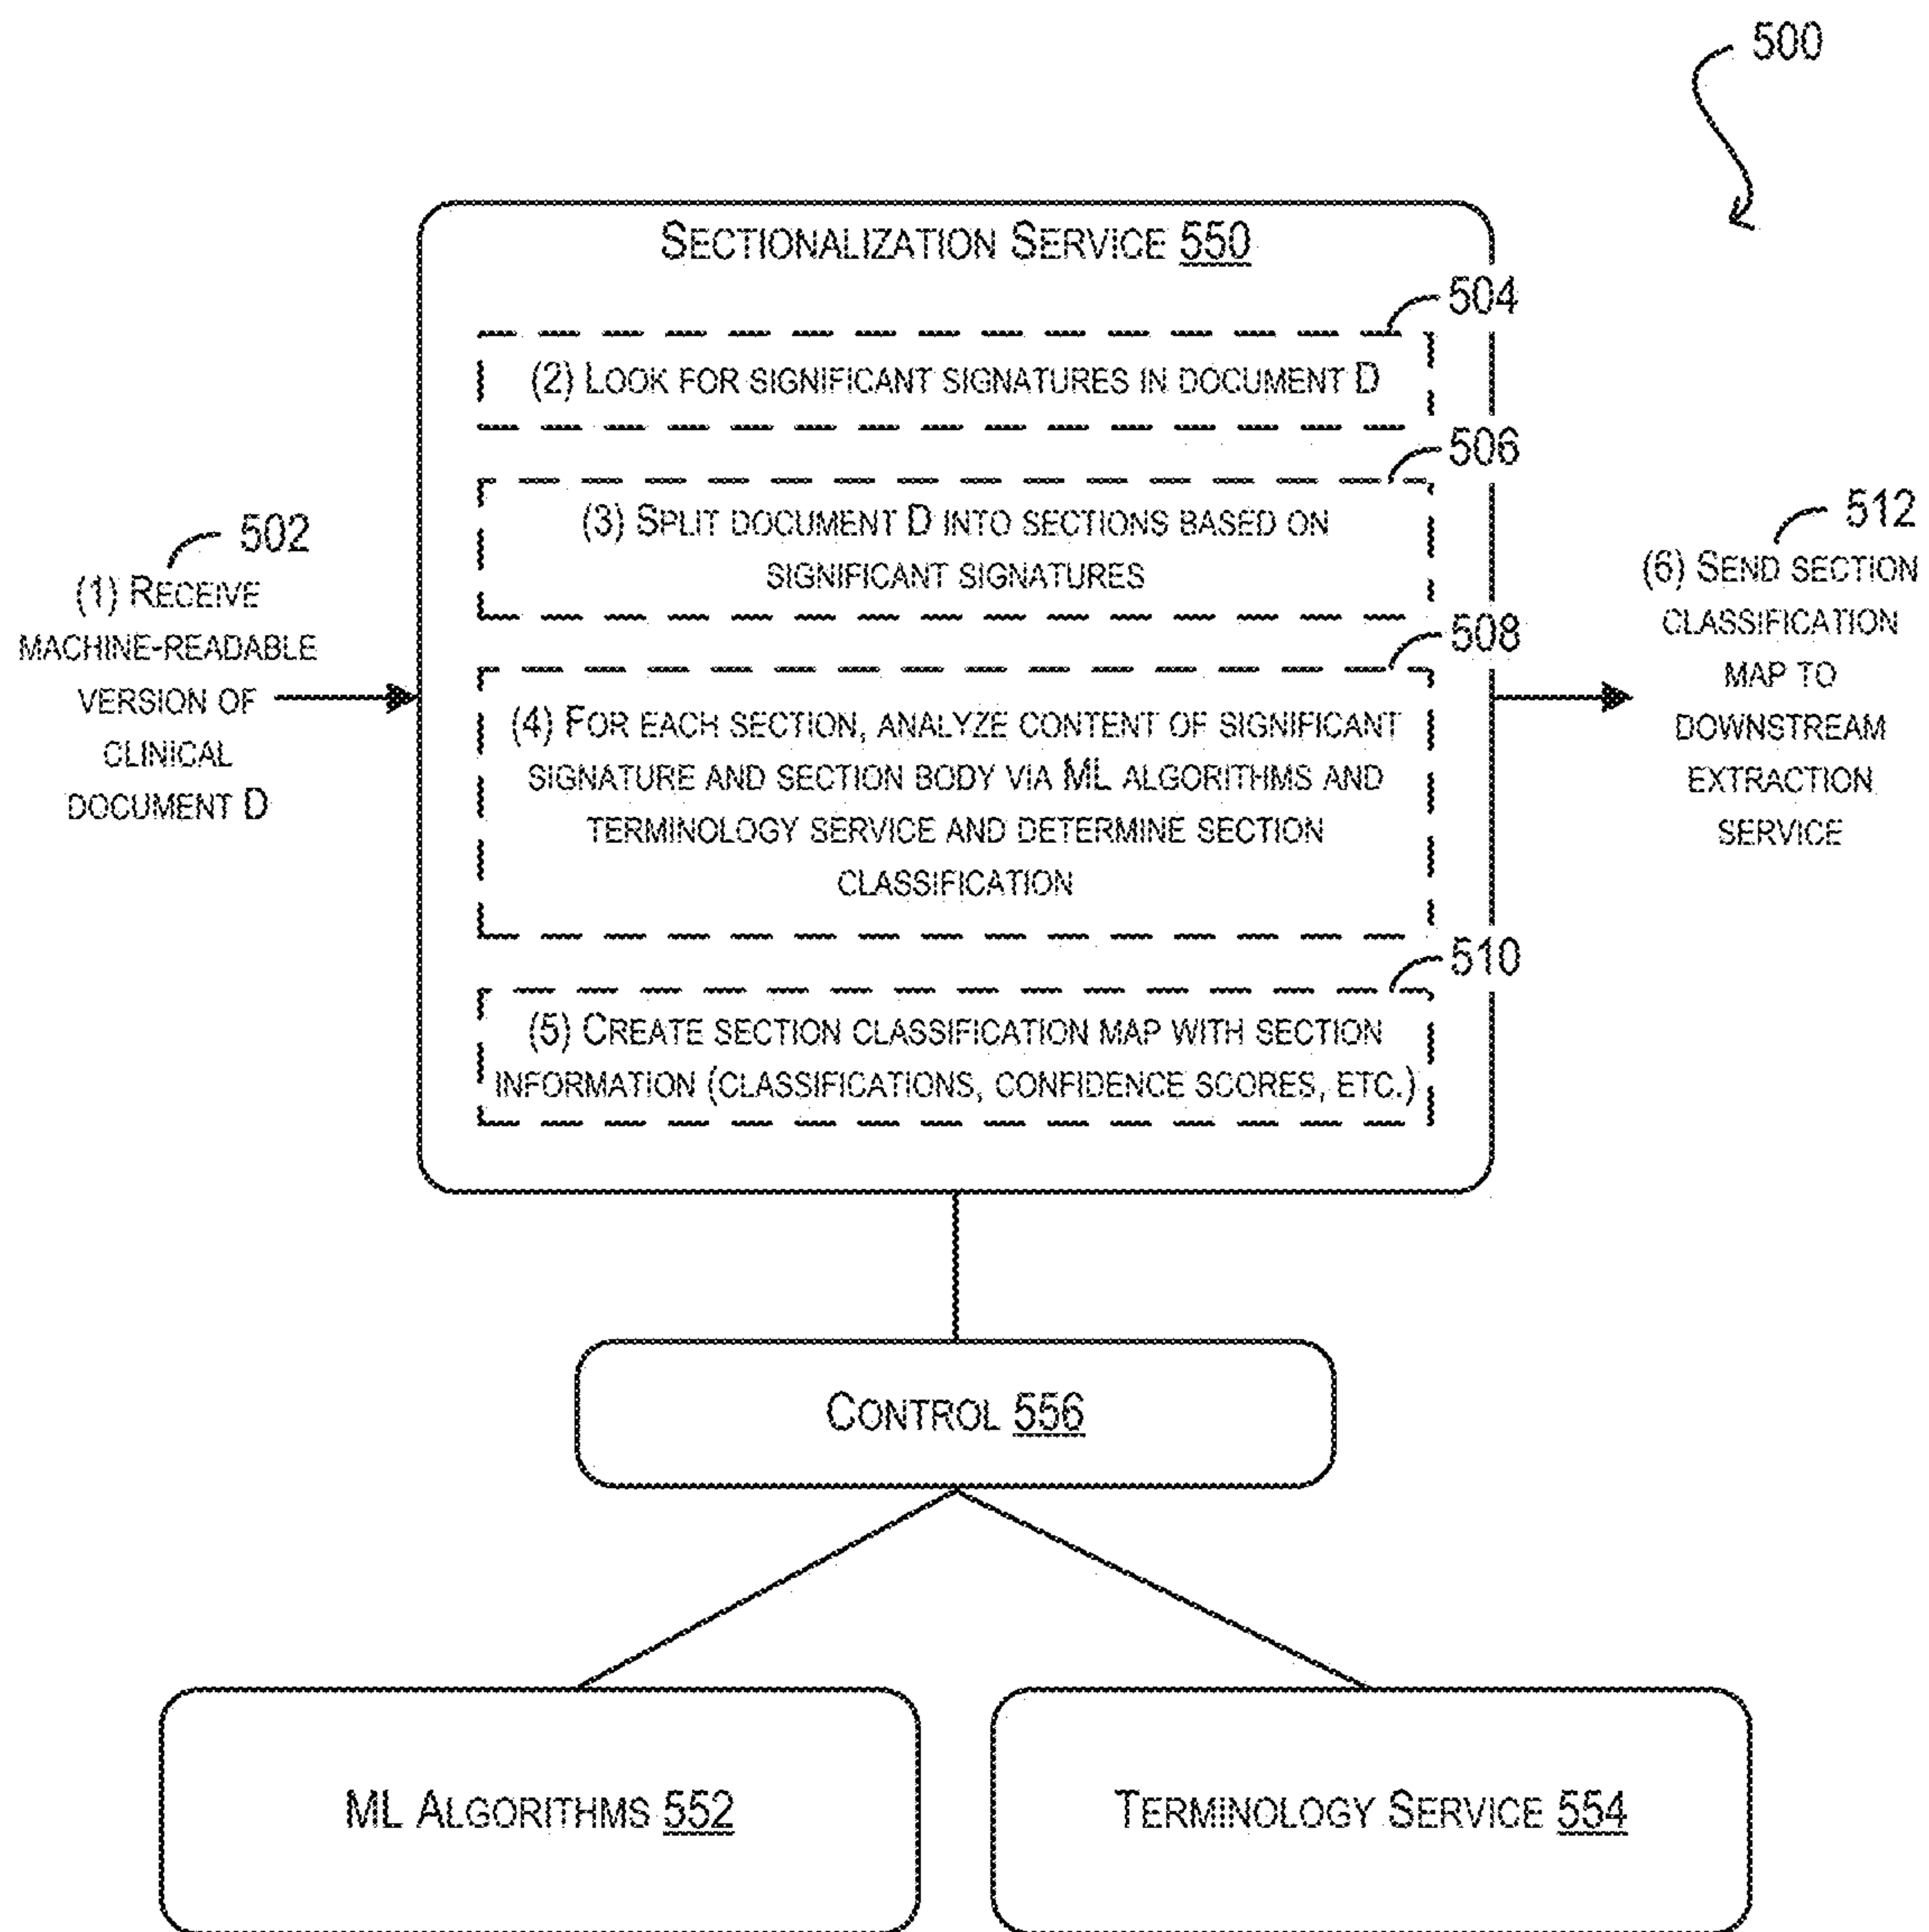 500
SECTIONALIZATION SERVICE 550
504
(2) LOOK FOR SIGNIFICANT SIGNATURES IN DOCUMENT D
506
(3) SPLIT DOCUMENT D INTO SECTIONS BASED ON
SIGNIFICANT SIGNATURES
502
(1) RECEIVE
MACHINE-READABLE
VERSION OF
CLINICAL
DOCUMENT D
508
(4) FOR EACH SECTION, ANALYZE CONTENT OF SIGNIFICANT
SIGNATURE AND SECTION BODY VIA ML ALGORITHMS AND
TERMINOLOGY SERVICE AND DETERMINE SECTION
CLASSIFICATION
510
(5) CREATE SECTION CLASSIFICATION MAP WITH SECTION
INFORMATION (CLASSIFICATIONS, CONFIDENCE SCORES, ETC.)
512
(6) SEND SECTION
CLASSIFICATION
MAP TO
DOWNSTREAM
EXTRACTION
SERVICE
CONTROL 556
ML ALGORITHMS 552
TERMINOLOGY SERVICE 554